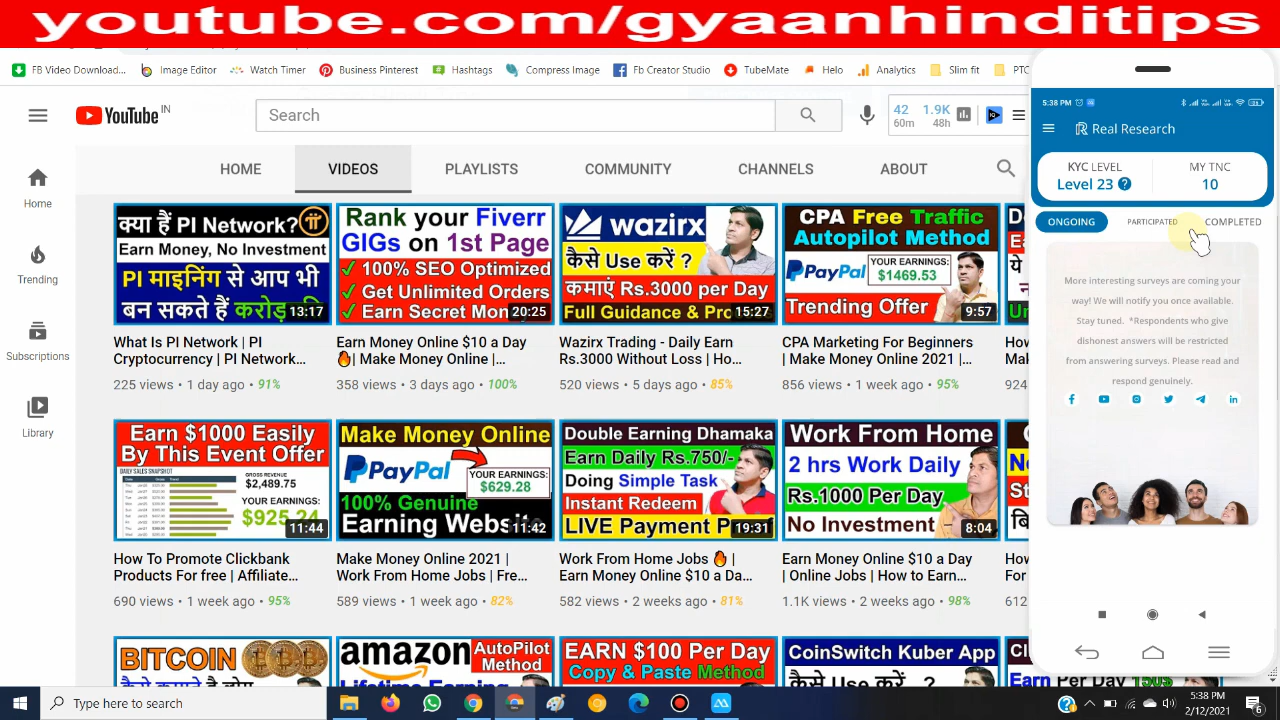 youtube.com/gyaanhinditips
FB Video Download...
Image Editor
Watch Timer
Business Pinterest
Hashtags
Compress Image
Fb Creator Studio
TubeMate
Helo
Analytics
Slim fit
PTC
YouTube IN
Search
42
60m
1.9K
48h
HOME
VIDEOS
PLAYLISTS
COMMUNITY
CHANNELS
ABOUT
Home
Trending
Subscriptions
Library
क्या हैं PI Network?
Earn Money, No Investment
PI माइनिंग से आप भी
बन सकते हैं करोड़
13:17
What Is PI Network | PI
Cryptocurrency | PI Network...
225 views • 1 day ago • 91%
Rank your Fiverr
GIGs on 1st Page
✓ 100% SEO Optimized
✓ Get Unlimited Orders
✓ Earn Secret Mon
20:25
Earn Money Online $10 a Day
🔥| Make Money Online |
358 views • 3 days ago • 100%
wazirx
कैसे Use करें ?
कमाएं Rs.3000 per Day
Full Guidance & Pro
15:27
Wazirx Trading - Daily Earn
Rs.3000 Without Loss | Ho...
520 views • 5 days ago • 85%
CPA Free Traffic
Autopilot Method
PayPal
YOUR EARNINGS:
$1469.53
Trending Offer
9:57
CPA Marketing For Beginners
| Make Money Online 2021 |
856 views • 1 week ago • 95%
924
Earn $1000 Easily
By This Event Offer
DAILY SALES SNAPSHOT
GROSS REVENUE
$2,489.75
YOUR EARNINGS:
$925.2
11:44
How To Promote Clickbank
Products For free | Affiliate...
690 views • 1 week ago • 95%
Make Money Online
PayPal
YOUR EARNINGS:
$629.28
100% Genuine
Earning Website
11:42
Make Money Online 2021 |
Work From Home Jobs | Fre...
589 views • 1 week ago • 82%
Double Earning Dhamaka
Earn Daily Rs.750/-
Doing Simple Task
Instant Redeem
LIVE Payment P
19:31
Work From Home Jobs 🔥 |
Earn Money Online $10 a Da...
582 views • 2 weeks ago • 81%
Work From Home
2 hrs Work Daily
Rs.1000 Per Day
No Investment
8:04
Earn Money Online $10 a Day
| Online Jobs | How to Earn...
1.1K views • 2 weeks ago • 98%
How
For
612
BITCOIN
amazon
AutoPilot
Method
EARN $100 Per Day
Copy & Paste Method
CoinSwitch Kuber App
5:38 PM
Real Research
KYC LEVEL
Level 23 ?
MY TNC
10
ONGOING
PARTICIPATED
COMPLETED
More interesting surveys are coming your
way! We will notify you once available.
Stay tuned. *Respondents who give
dishonest answers will be restricted
from answering surveys. Please read and
respond genuinely.
Type here to search
5:38 PM
2/12/2021
6